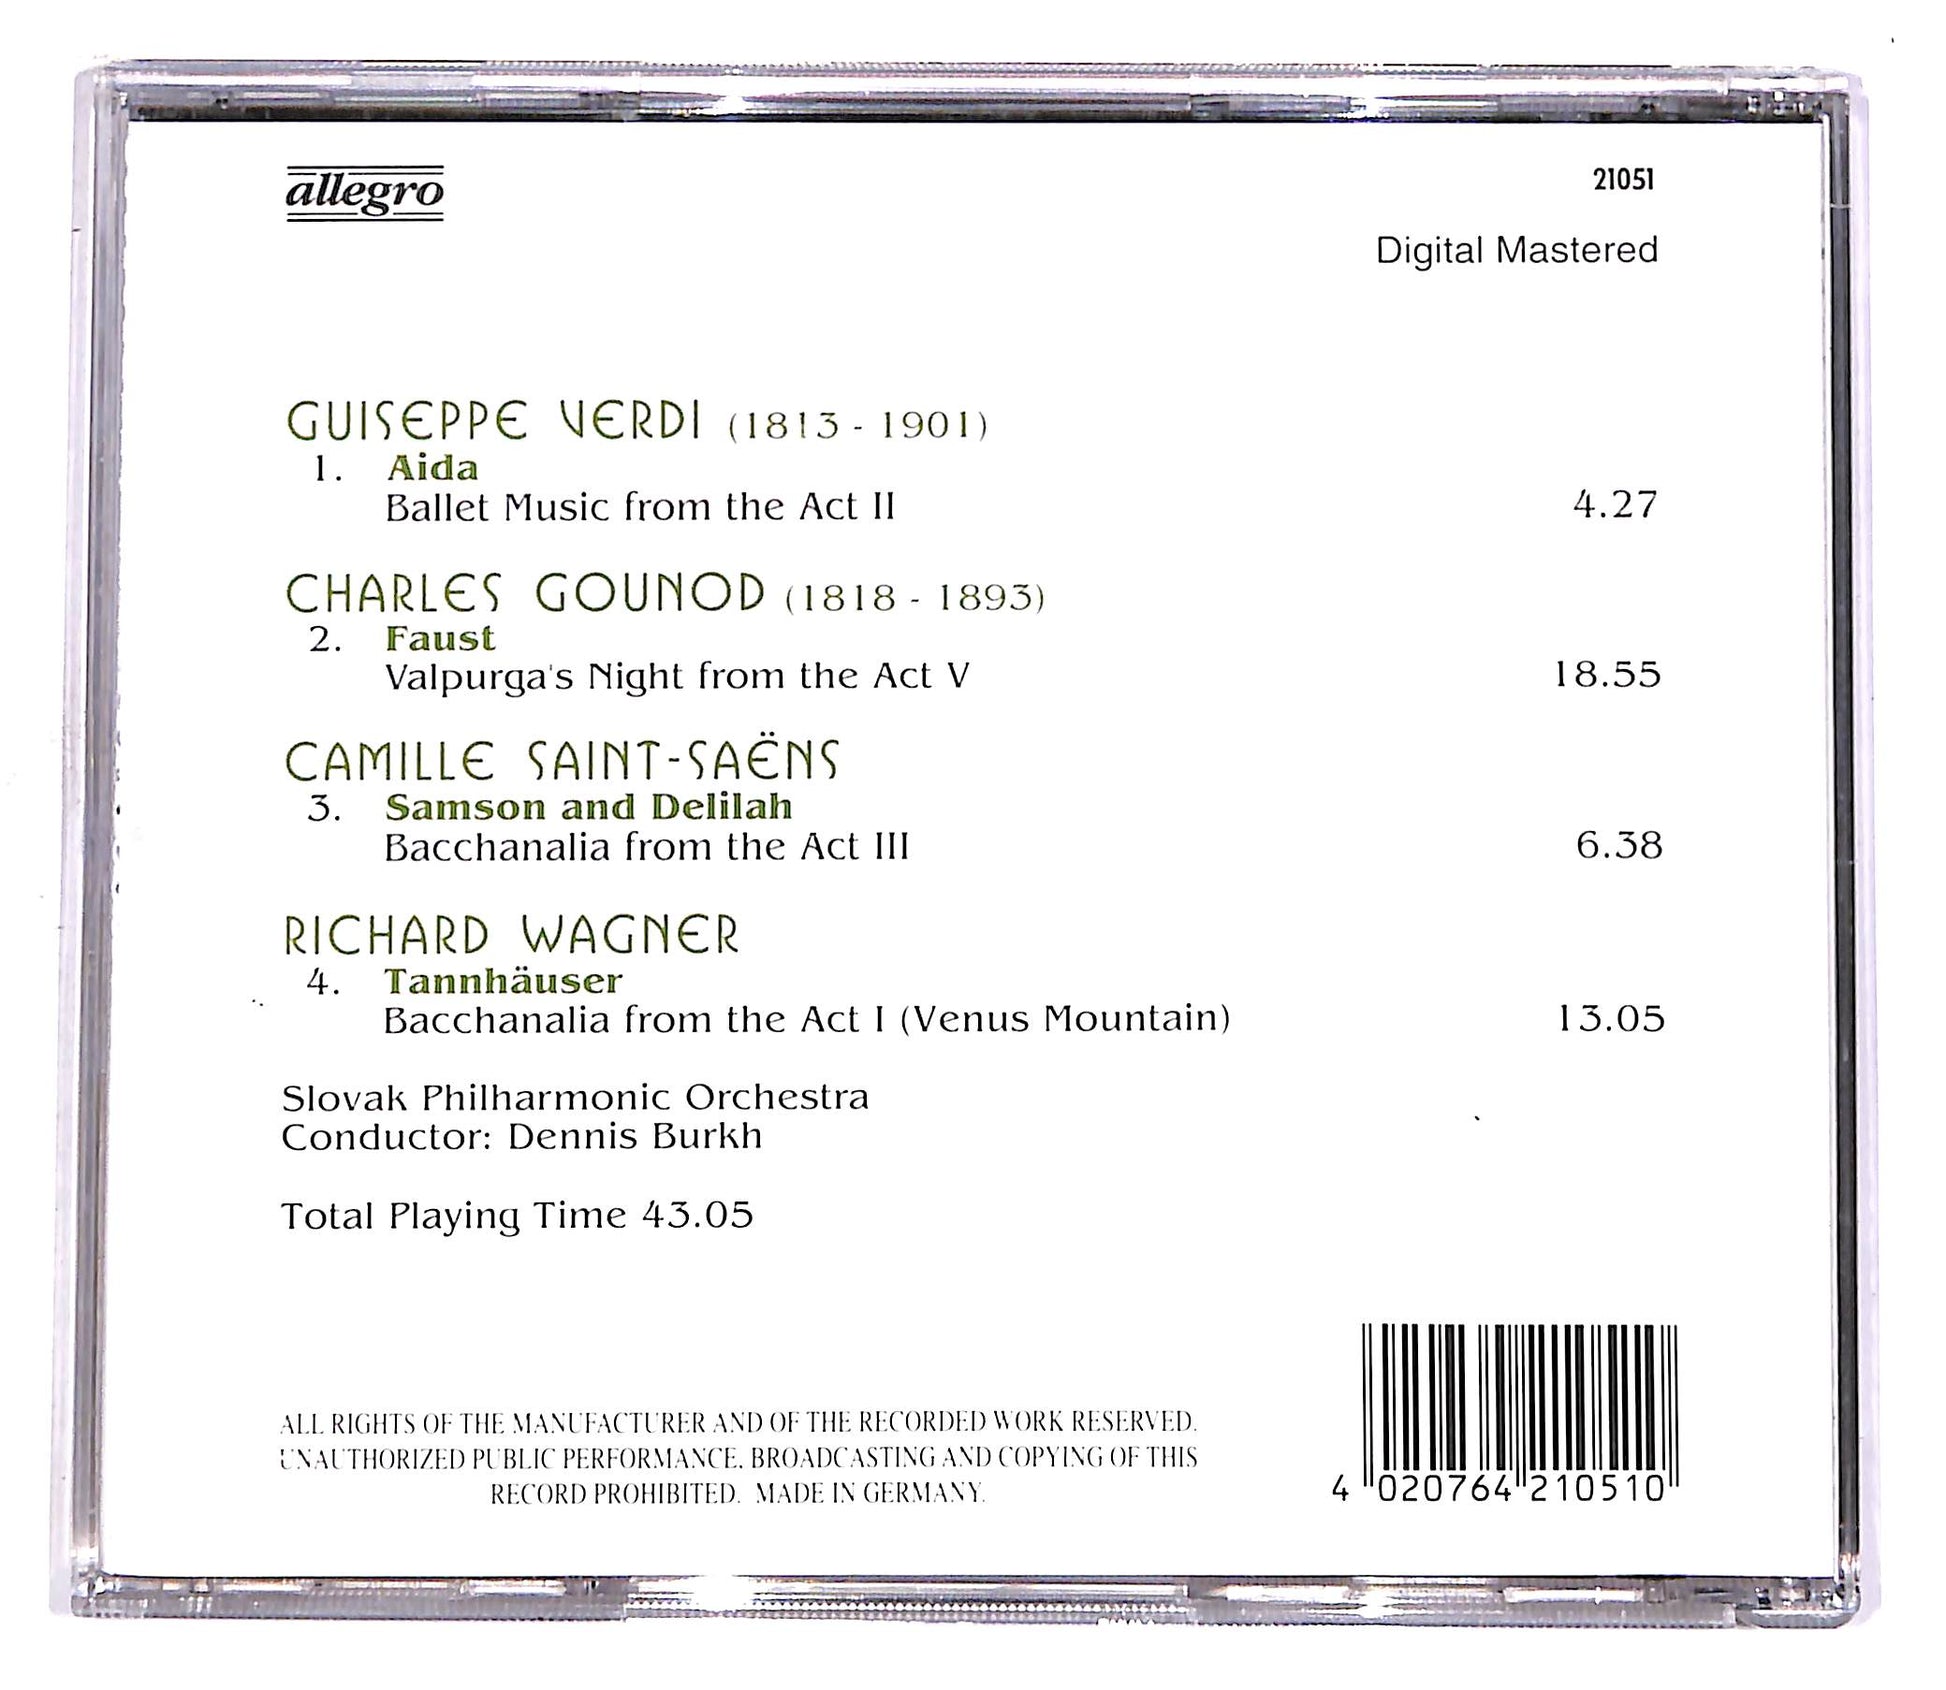 allegro
21051
Digital Mastered
GUISEPPE VERDI (1813 - 1901)
1. Aida
Ballet Music from the Act II 4.27
CHARLES GOUNOD (1818 - 1893)
2. Faust
Valpurga's Night from the Act V 18.55
CAMILLE SAINT-SAËNS
3. Samson and Delilah
Bacchanalia from the Act III 6.38
RICHARD WAGNER
4. Tannhäuser
Bacchanalia from the Act I (Venus Mountain) 13.05
Slovak Philharmonic Orchestra
Conductor: Dennis Burkh
Total Playing Time 43.05
ALL RIGHTS OF THE MANUFACTURER AND OF THE RECORDED WORK RESERVED.
UNAUTHORIZED PUBLIC PERFORMANCE, BROADCASTING AND COPYING OF THIS
RECORD PROHIBITED. MADE IN GERMANY.
4 020764 210510